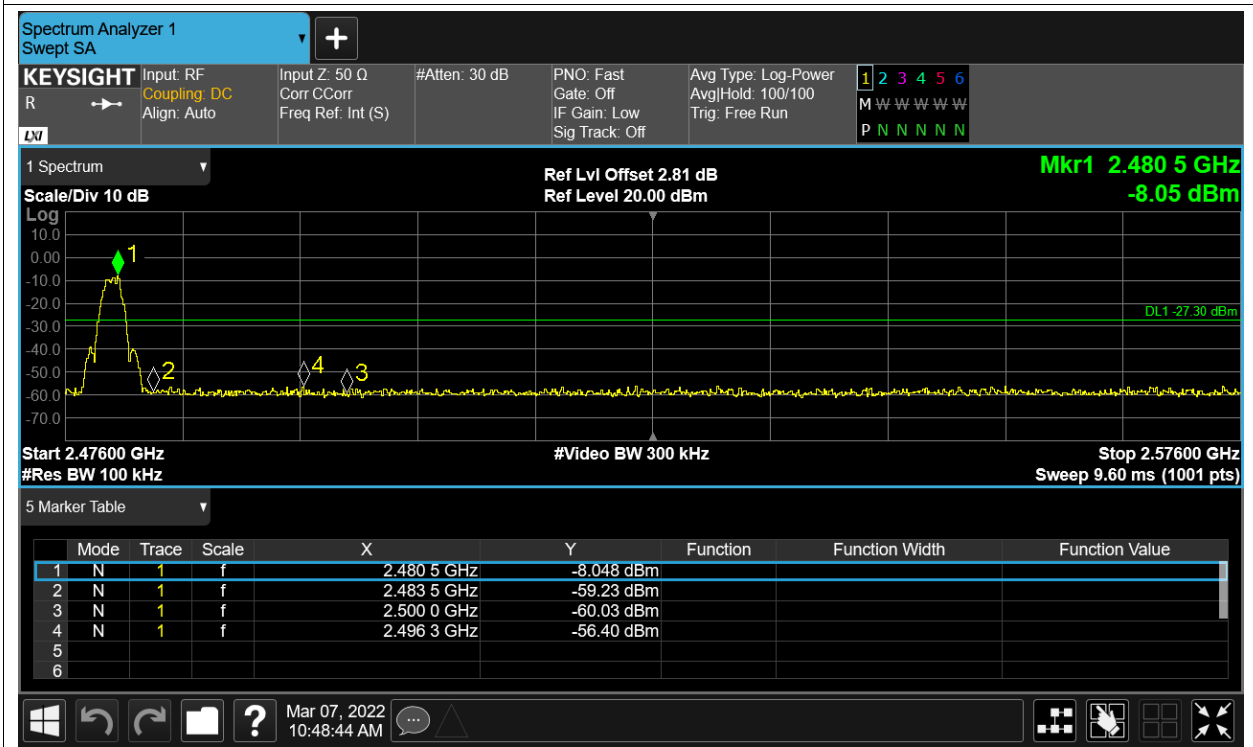 Spectrum Analyzer 1
Swept SA
KEYSIGHT Input: RF Input Z: 50 Ω #Atten: 30 dB PNO: Fast Avg Type: Log-Power 1 2 3 4 5 6
R Coupling: DC Corr CCorr Gate: Off Avg|Hold: 100/100 M W W W W W
Align: Auto Freq Ref: Int (S) IF Gain: Low Trig: Free Run
LXI Sig Track: Off P N N N N N
1 Spectrum Ref Lvl Offset 2.81 dB Mkr1 2.480 5 GHz
Scale/Div 10 dB Ref Level 20.00 dBm -8.05 dBm
Log
10.0
0.00 1
-10.0
-20.0
DL1 -27.30 dBm
-30.0
-40.0
-50.0 2 4 3
-60.0
-70.0
Start 2.47600 GHz #Video BW 300 kHz Stop 2.57600 GHz
#Res BW 100 kHz Sweep 9.60 ms (1001 pts)
5 Marker Table
Mode Trace Scale X Y Function Function Width Function Value
1 N 1 f 2.480 5 GHz -8.048 dBm
2 N 1 f 2.483 5 GHz -59.23 dBm
3 N 1 f 2.500 0 GHz -60.03 dBm
4 N 1 f 2.496 3 GHz -56.40 dBm
5
6
? Mar 07, 2022
10:48:44 AM